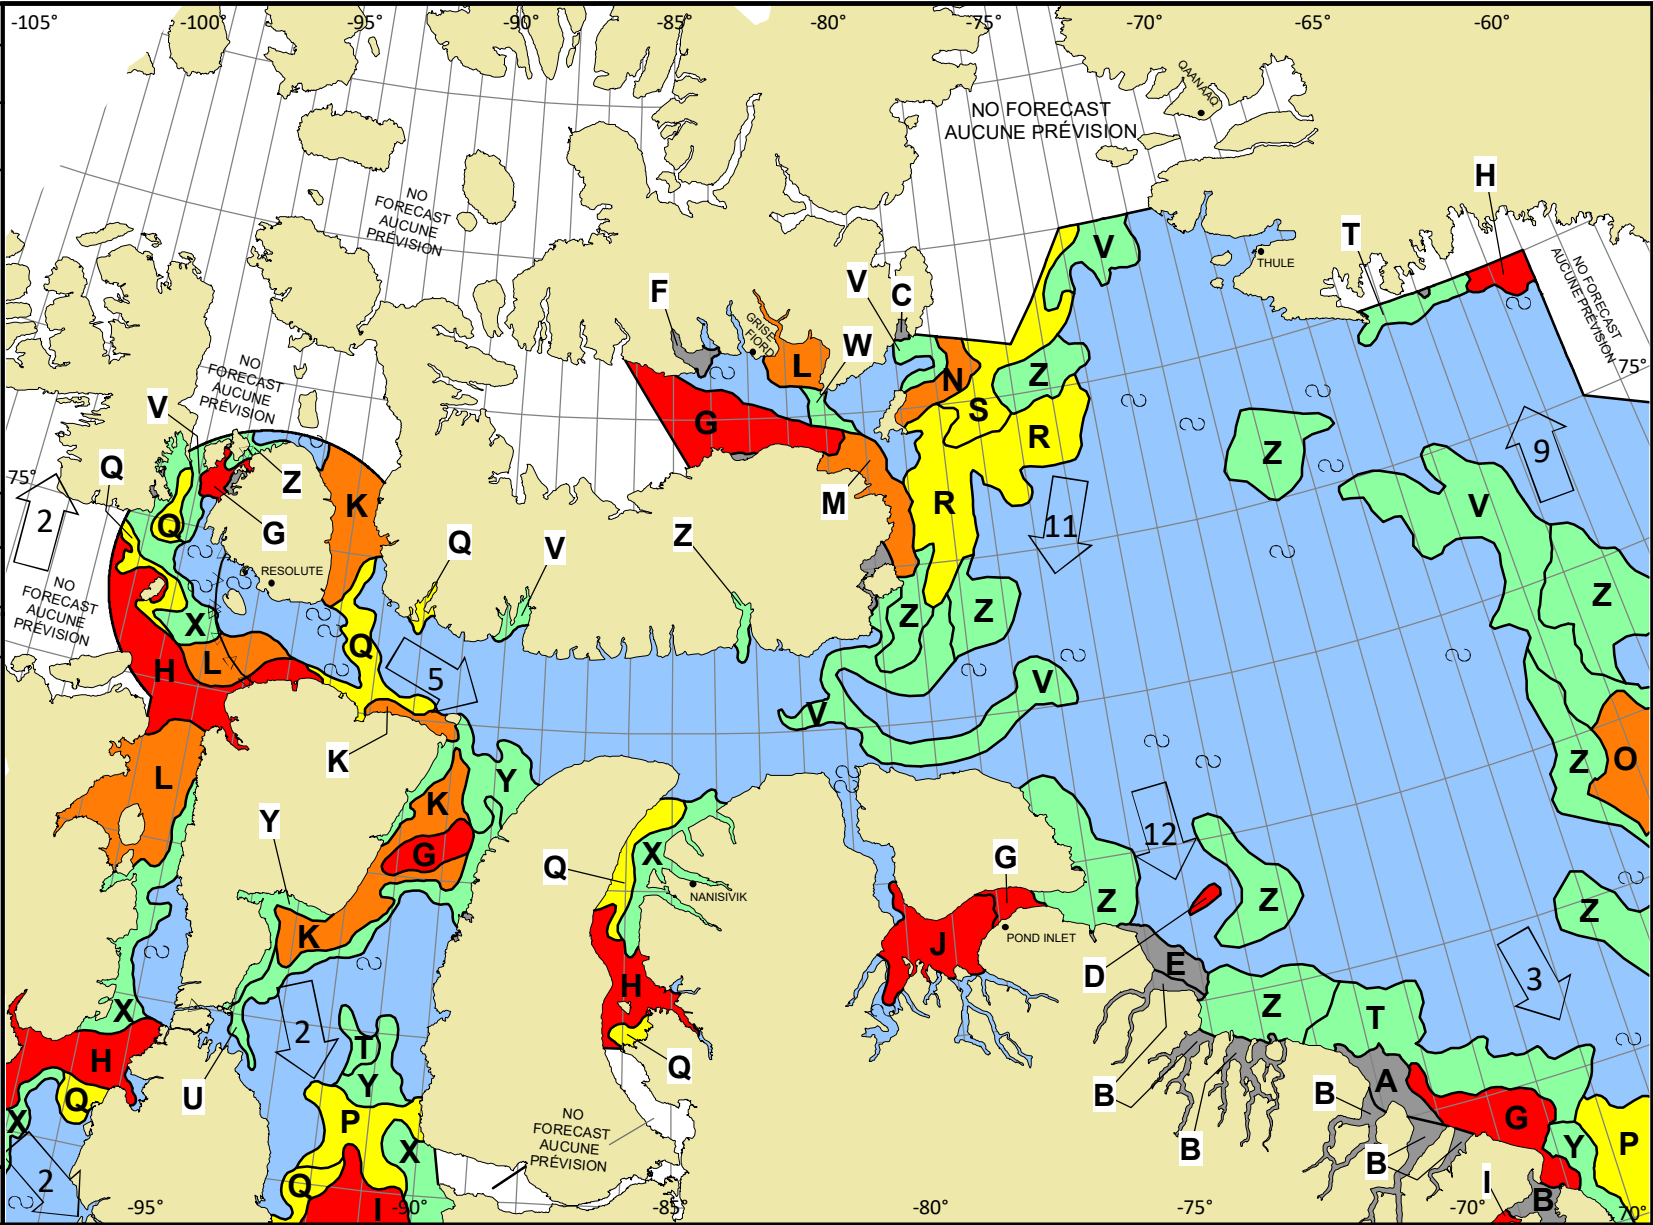 -105° -100° -95° -90° -85° -80° -75° -70° -65° -60°
QAANAAQ
NO FORECAST
AUCUNE PRÉVISION
H
NO
FORECAST
AUCUNE
PRÉVISION
T
V
THULE
NO FORECAST
AUCUNE PRÉVISION
V
C
F
GRISE
FIORD
W
L
N
Z
S
75°
NO
FORECAST
AUCUNE
PRÉVISION
V
G
R
Z
9
Q
75°
Z
K
M
R
V
2
Q
G
11
Q
V
Z
RESOLUTE
NO
FORECAST
AUCUNE
PRÉVISION
X
Z
Z
Z
Q
H
L
5
V
V
K
L
Y
Z
O
K
Y
12
G
X
Q
G
NANISIVIK
Z
Z
Z
K
J
POND INLET
D
E
3
H
X
Z
T
2
T
H
Q
Y
A
U
B
B
Q
X
P
G
NO
FORECAST
AUCUNE
PRÉVISION
X
B
Y
P
B
2
Q
I
I
B
-95° -90° -85° -80° -75° -70° 70°